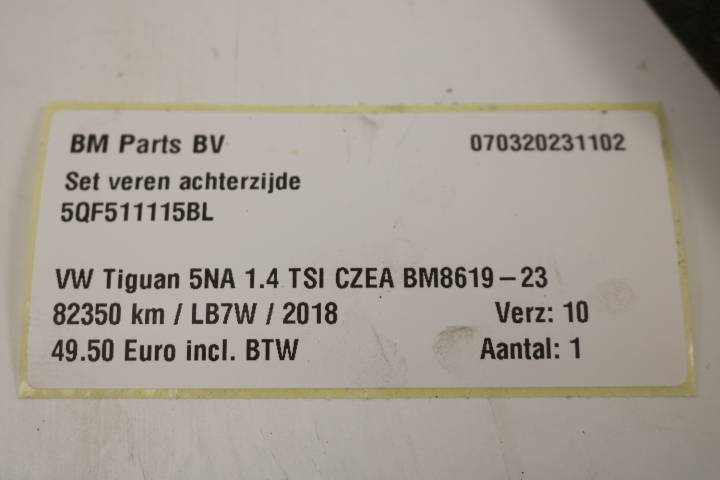 BM Parts BV 070320231102
Set veren achterzijde
5QF511115BL
VW Tiguan 5NA 1.4 TSI CZEA BM8619-23
82350 km / LB7W / 2018 Verz: 10
49.50 Euro incl. BTW Aantal: 1